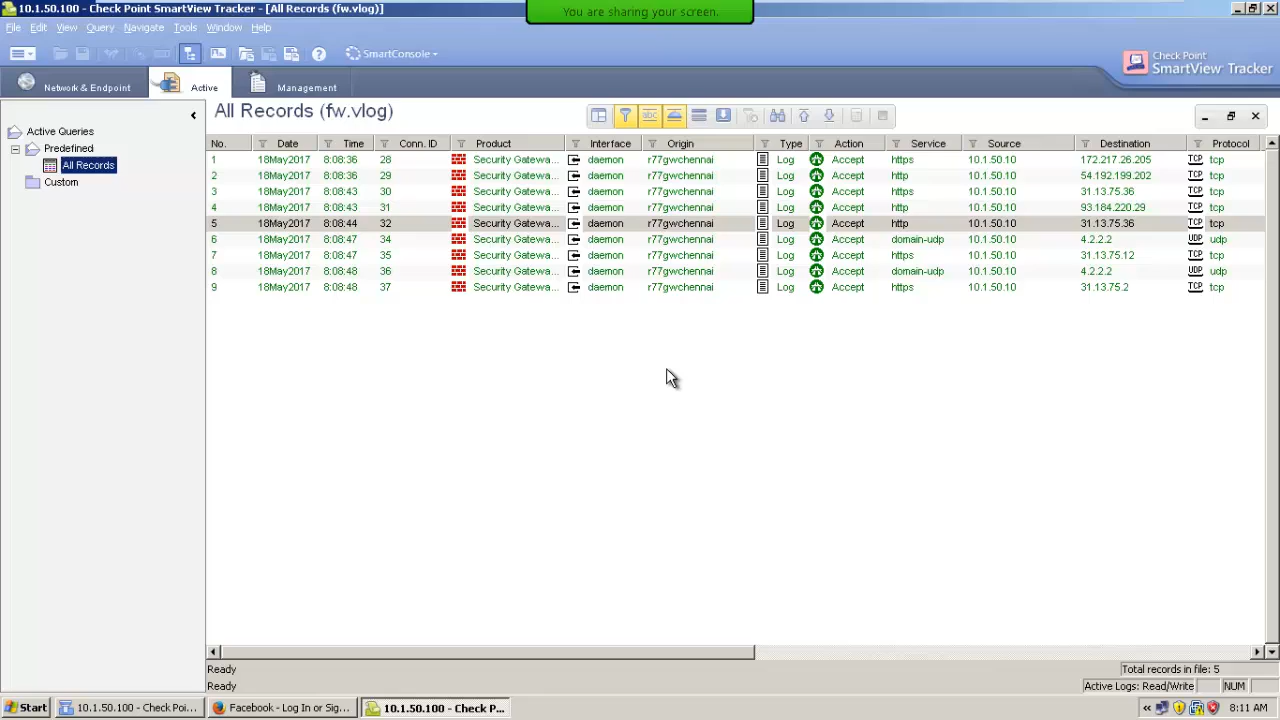 10.1.50.100 - Check Point SmartView Tracker - [All Records (fw.vlog)]
You are sharing your screen.
File Edit View Query Navigate Tools Window Help
SmartConsole
Check Point
SmartView Tracker
Network & Endpoint Active Management
All Records (fw.vlog)
Active Queries
Predefined
All Records
Custom
No. Date Time Conn. ID Product Interface Origin Type Action Service Source Destination Protocol
1 18May2017 8:08:36 28 Security Gatewa... daemon r77gwchennai Log Accept https 10.1.50.10 172.217.26.205 TCP tcp
2 18May2017 8:08:36 29 Security Gatewa... daemon r77gwchennai Log Accept http 10.1.50.10 54.192.199.202 TCP tcp
3 18May2017 8:08:43 30 Security Gatewa... daemon r77gwchennai Log Accept https 10.1.50.10 31.13.75.36 TCP tcp
4 18May2017 8:08:43 31 Security Gatewa... daemon r77gwchennai Log Accept http 10.1.50.10 93.184.220.29 TCP tcp
5 18May2017 8:08:44 32 Security Gatewa... daemon r77gwchennai Log Accept http 10.1.50.10 31.13.75.36 TCP tcp
6 18May2017 8:08:47 34 Security Gatewa... daemon r77gwchennai Log Accept domain-udp 10.1.50.10 4.2.2.2 UDP udp
7 18May2017 8:08:47 35 Security Gatewa... daemon r77gwchennai Log Accept https 10.1.50.10 31.13.75.12 TCP tcp
8 18May2017 8:08:48 36 Security Gatewa... daemon r77gwchennai Log Accept domain-udp 10.1.50.10 4.2.2.2 UDP udp
9 18May2017 8:08:48 37 Security Gatewa... daemon r77gwchennai Log Accept https 10.1.50.10 31.13.75.2 TCP tcp
Ready Total records in file: 5
Ready Active Logs: Read/Write NUM
Start 10.1.50.100 - Check Poi... Facebook - Log In or Sig... 10.1.50.100 - Check P... 8:11 AM